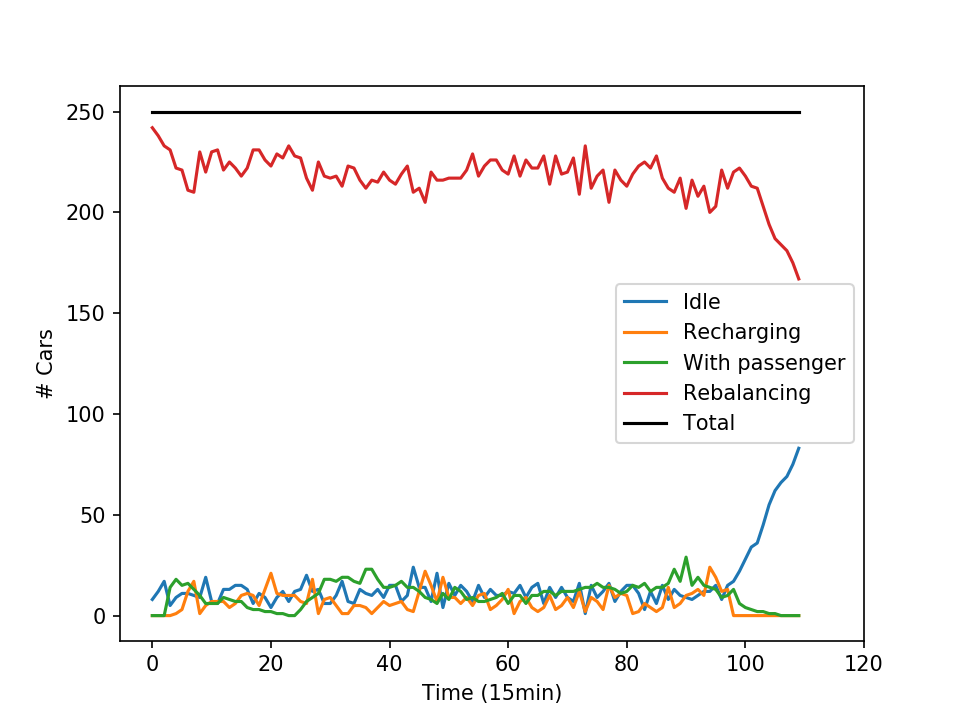 250
200
150
100
50
0
# Cars
Idle
Recharging
With passenger
Rebalancing
Total
0 20 40 60 80 100 120
Time (15min)